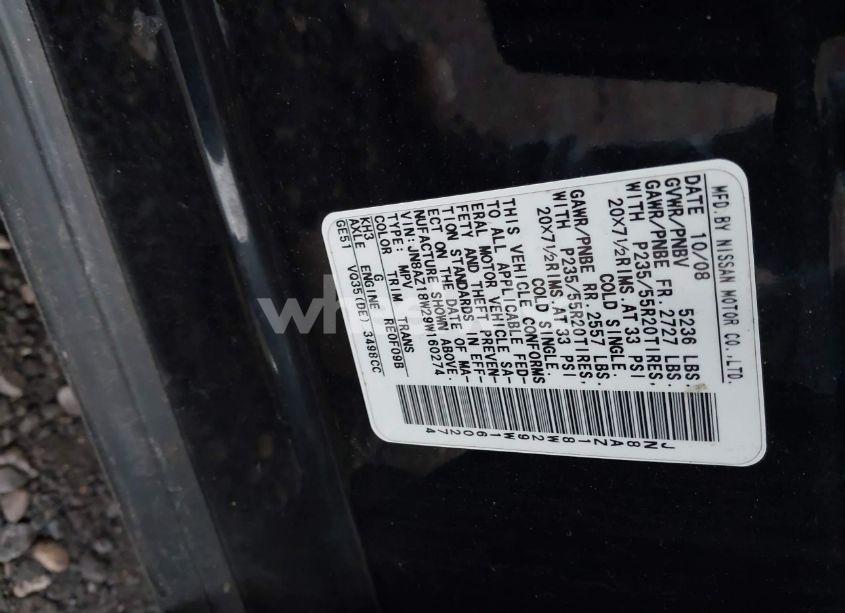 MFD.BY NISSAN MOTOR CO.,LTD.
DATE 10/08
GVWR/PNBV 5236 LBS.
GAWR/PNBE FR. 2727 LBS.
WITH P235/55R20TIRES,
20X7½RIMS.AT 33 PSI
COLD SINGLE.
GAWR/PNBE RR. 2557 LBS.
WITH P235/55R20TIRES,
20X7½RIMS.AT 33 PSI
COLD SINGLE.
THIS VEHICLE CONFORMS
TO ALL APPLICABLE FED-
ERAL MOTOR VEHICLE SA-
FETY AND THEFT PREVEN-
TION STANDARDS IN EFF-
ECT ON THE DATE OF MA-
NUFACTURE SHOWN ABOVE.
VIN: JN8AZ18W29W160274
TYPE: MPV
COLOR TRIM TRANS
KH3 G RE0F09B
AXLE ENGINE
GE51 VQ35(DE) 3498CC
JN8AZ18W29W160274